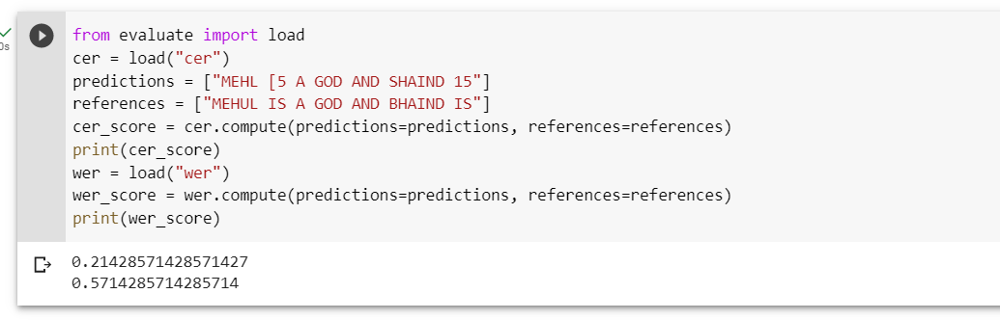 0s
from evaluate import load
cer = load("cer")
predictions = ["MEHL [5 A GOD AND SHAIND 15"]
references = ["MEHUL IS A GOD AND BHAIND IS"]
cer_score = cer.compute(predictions=predictions, references=references)
print(cer_score)
wer = load("wer")
wer_score = wer.compute(predictions=predictions, references=references)
print(wer_score)
0.21428571428571427
0.5714285714285714